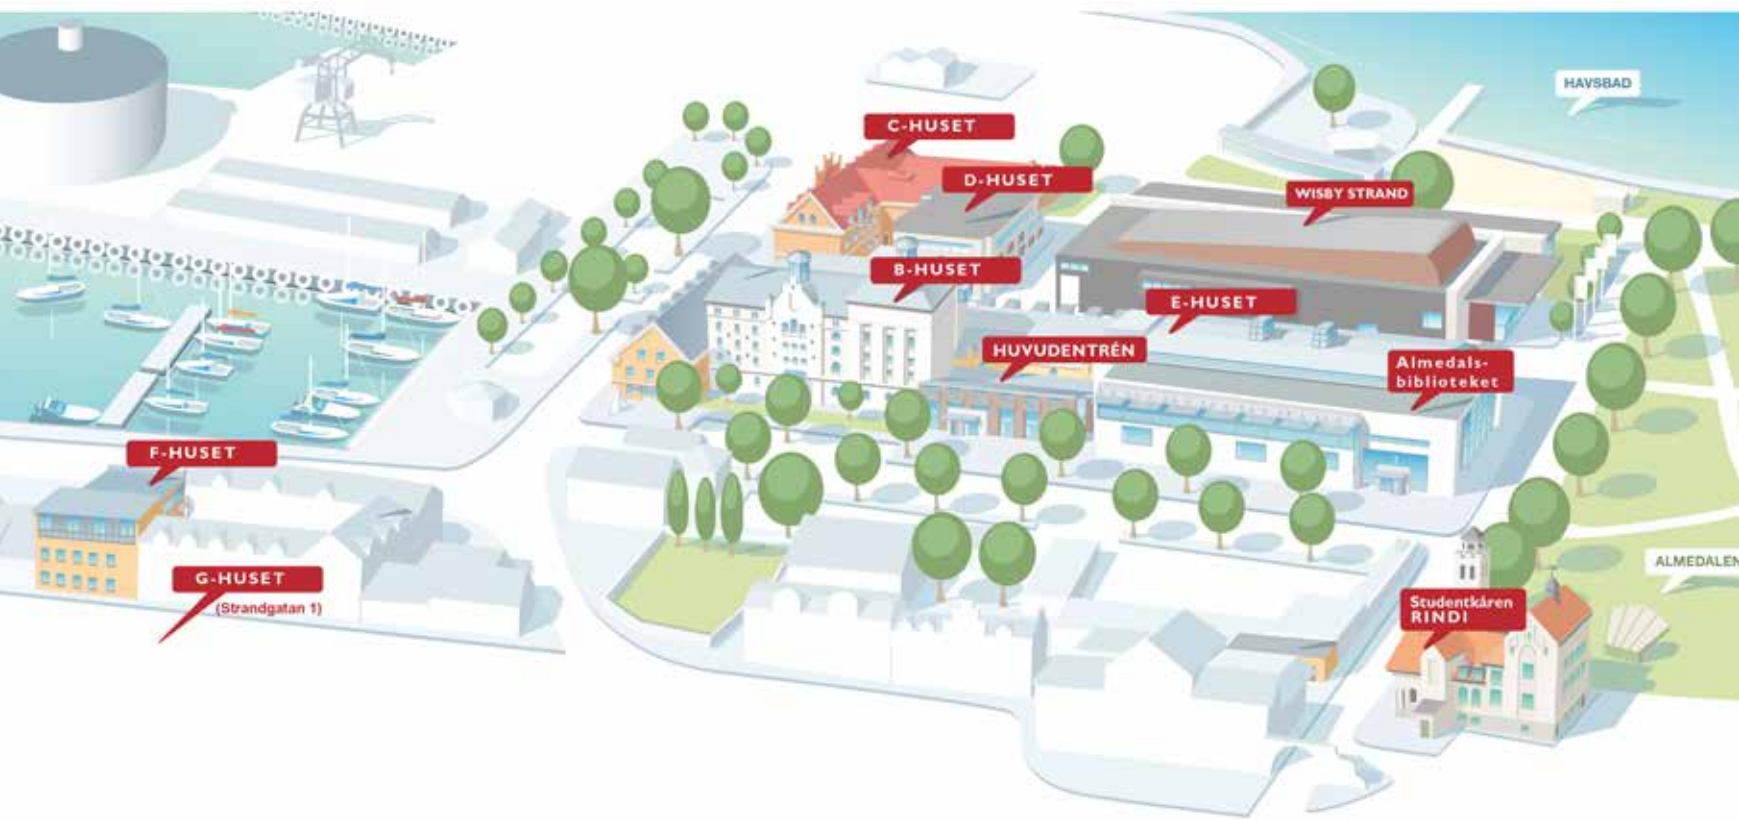 HAVSBAD
C-HUSET
D-HUSET
WISBY STRAND
B-HUSET
E-HUSET
HUVUDENTRÉN
Almedals-
biblioteket
F-HUSET
G-HUSET
(Strandgatan 1)
ALMEDALEN
Studentkåren
RINDI